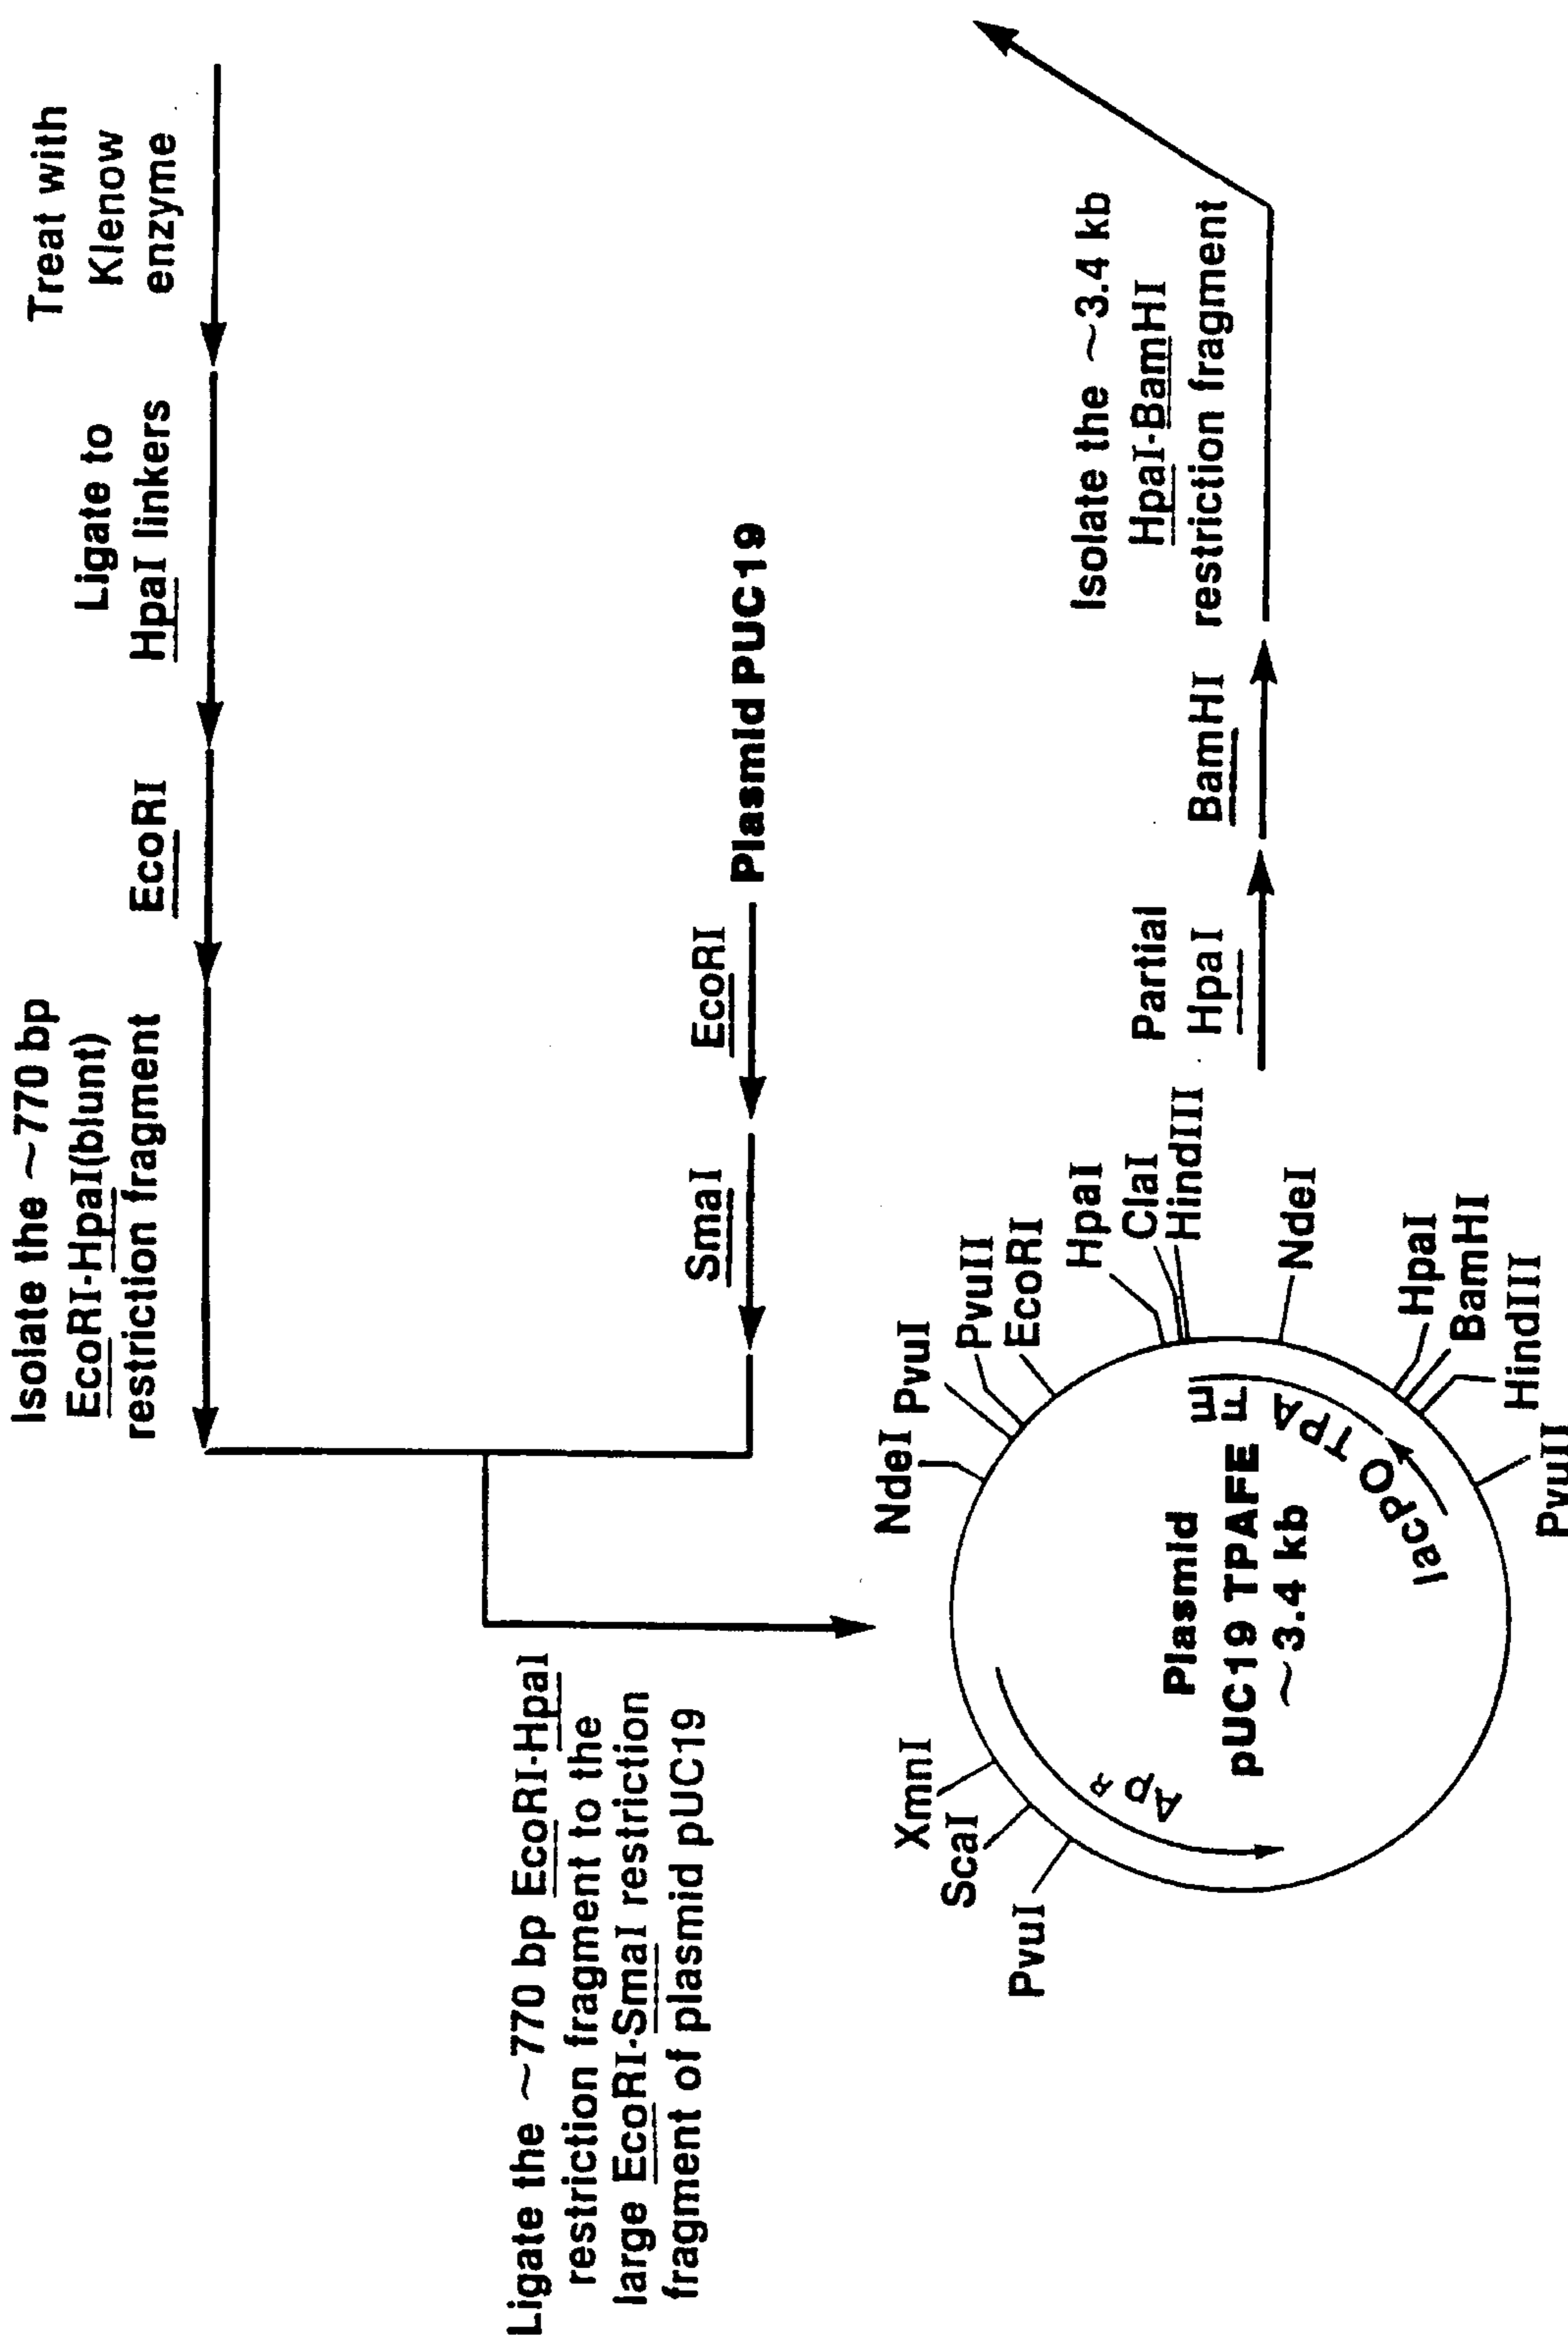 Treat with
Klenow
enzyme
Ligate to
HpaI linkers
EcoRI
Isolate the ~770 bp
EcoRI-HpaI(blunt)
restriction fragment
Plasmid PUC19
EcoRI
SmaI
Ligate the ~770 bp EcoRI-HpaI
restriction fragment to the
large EcoRI-SmaI restriction
fragment of plasmid pUC19
NdeI
PvuI
PvuII
EcoRI
HpaI
ClaI
HindIII
NdeI
HpaI
BamHI
HindIII
PvuII
XmnI
ScaI
PvuI
Ap R
Plasmid
pUC19 TPAFE
~3.4 kb
TPA
lacPO
Partial
HpaI
BamHI
Isolate the ~3.4 kb
HpaI-BamHI
restriction fragment